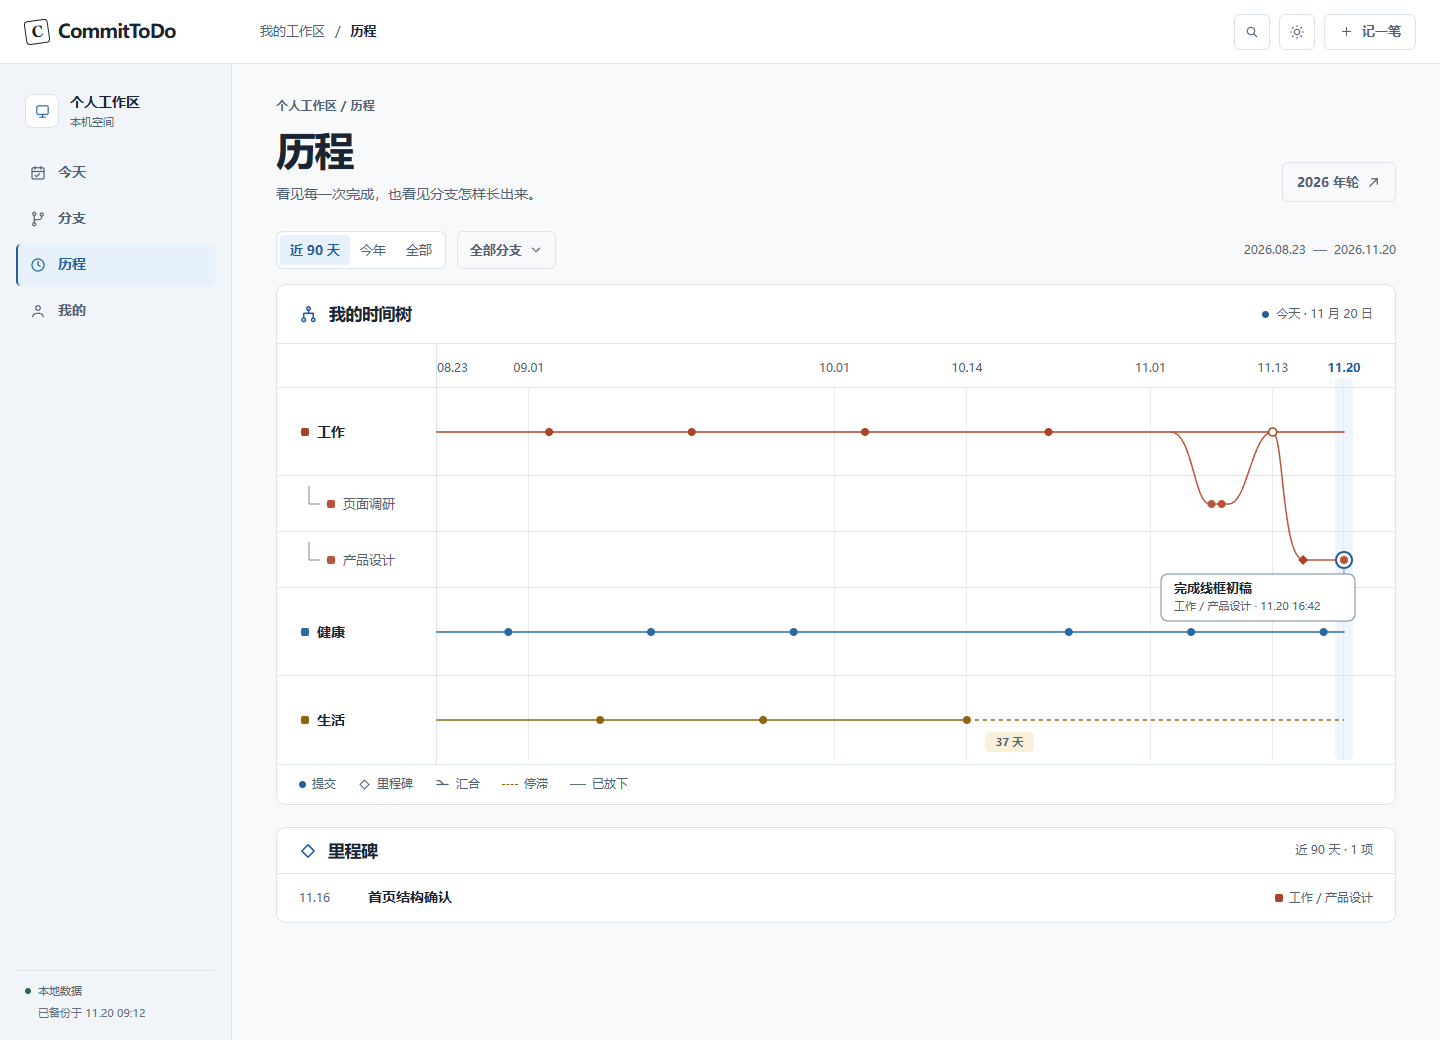 C CommitToDo
我的工作区 / 历程
记一笔
个人工作区
本机空间
今天
分支
历程
我的
本地数据
已备份于 11.20 09:12
个人工作区 / 历程
历程
看见每一次完成，也看见分支怎样长出来。
2026 年轮
近 90 天 今年 全部
全部分支
2026.08.23 — 2026.11.20
我的时间树
今天 · 11 月 20 日
08.23 09.01 10.01 10.14 11.01 11.13 11.20
工作
页面调研
产品设计
完成线框初稿
工作 / 产品设计 · 11.20 16:42
健康
生活
37 天
提交 里程碑 汇合 停滞 已放下
里程碑
近 90 天 · 1 项
11.16 首页结构确认 工作 / 产品设计